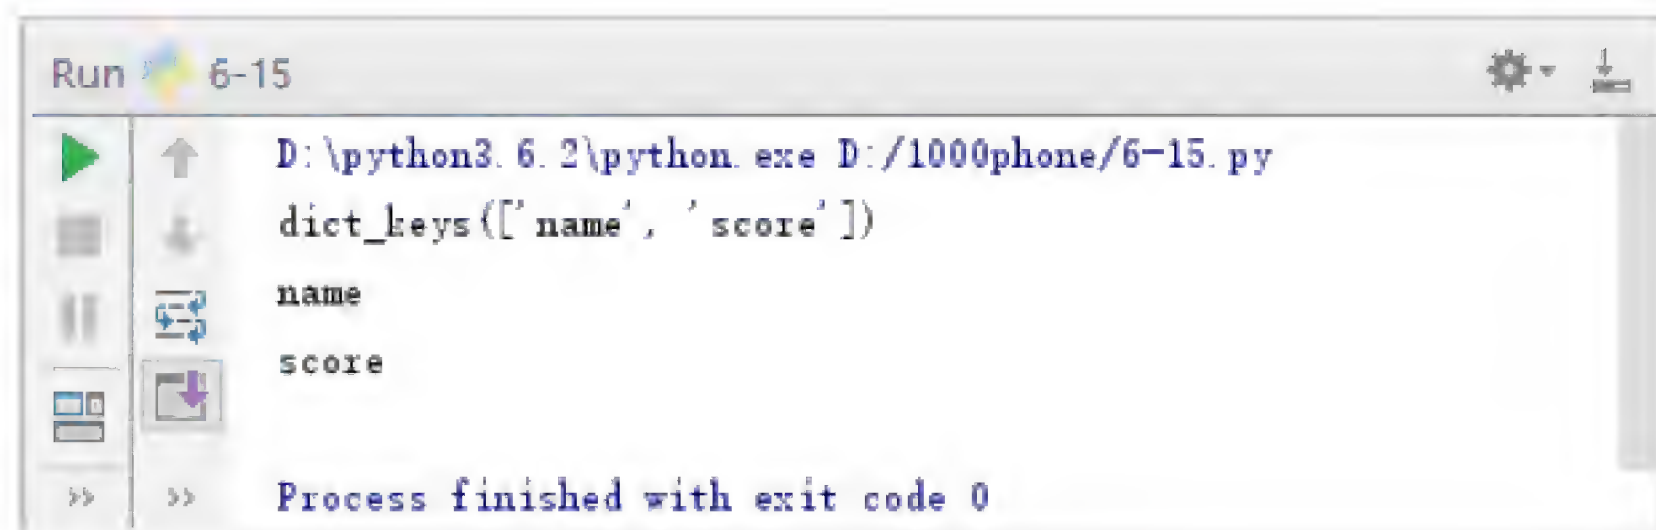 Run 6-15
D:\python3.6.2\python.exe D:/1000phone/6-15.py
dict_keys(['name', 'score'])
name
score
Process finished with exit code 0